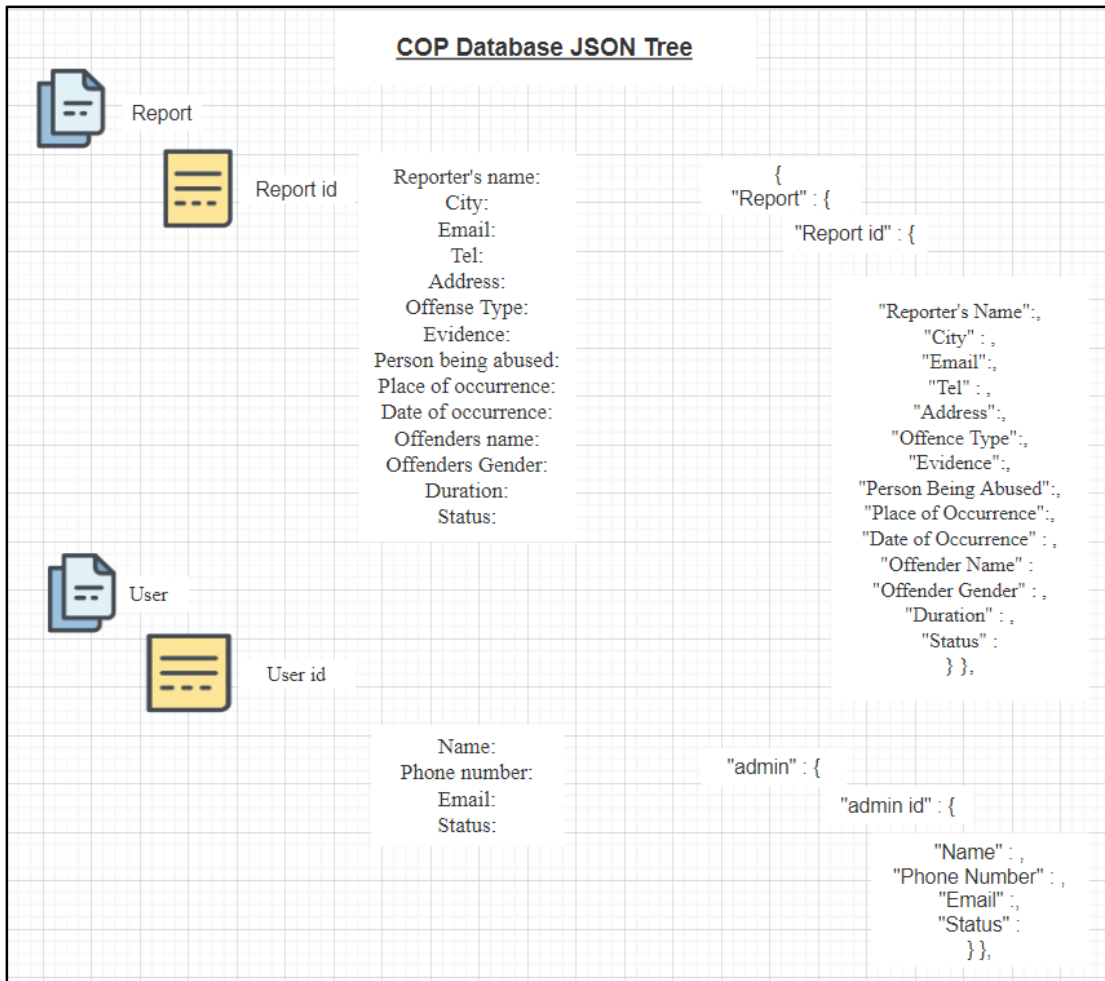 COP Database JSON Tree
Report
Report id
Reporter's name:
City:
Email:
Tel:
Address:
Offense Type:
Evidence:
Person being abused:
Place of occurrence:
Date of occurrence:
Offenders name:
Offenders Gender:
Duration:
Status:
{
"Report" : {
"Report id" : {
"Reporter's Name":,
"City" : ,
"Email":,
"Tel" : ,
"Address":,
"Offence Type":,
"Evidence":,
"Person Being Abused":,
"Place of Occurrence":,
"Date of Occurrence" : ,
"Offender Name" :
"Offender Gender" : ,
"Duration" : ,
"Status" :
} },
User
User id
Name:
Phone number:
Email:
Status:
"admin" : {
"admin id" : {
"Name" : ,
"Phone Number" : ,
"Email" :,
"Status" :
} },